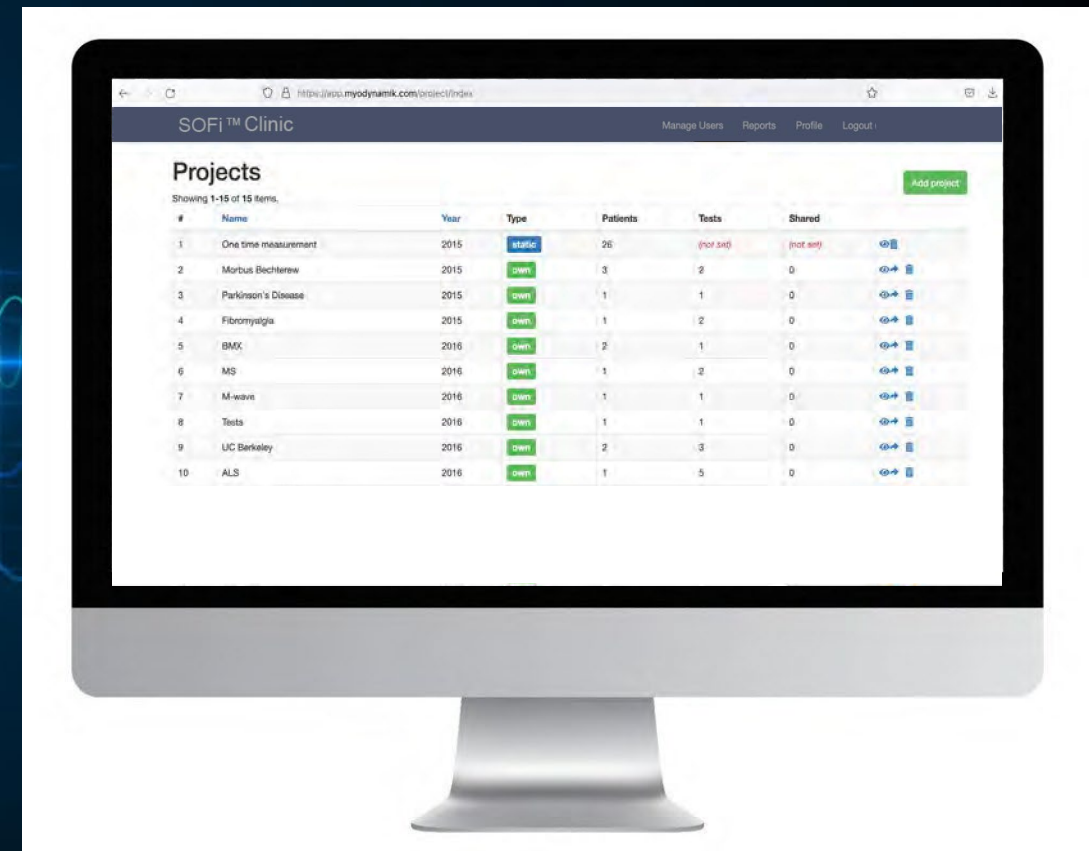 https://app.myodynamik.com/project/index
SOFi™ Clinic Manage Users Reports Profile Logout
Projects
Add project
Showing 1-15 of 15 items.
# Name Year Type Patients Tests Shared
1 One time measurement 2015 static 26 (not set) (not set)
2 Morbus Bechterew 2015 own 3 2 0
3 Parkinson's Disease 2015 own 1 1 0
4 Fibromyalgia 2015 own 1 2 0
5 BMX 2016 own 2 1 0
6 MS 2016 own 1 2 0
7 M-wave 2016 own 1 1 0
8 Tests 2016 own 1 1 0
9 UC Berkeley 2016 own 2 3 0
10 ALS 2016 own 1 5 0